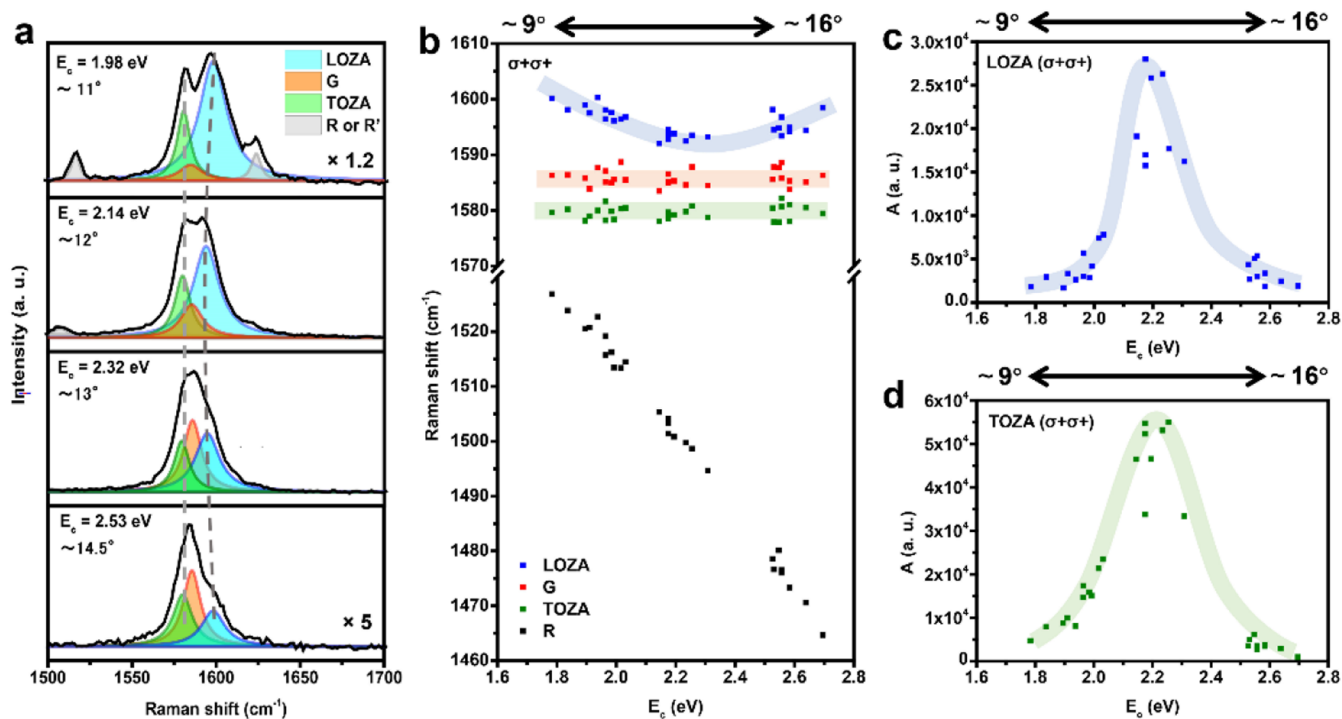 a
E_c = 1.98 eV
~ 11°
LOZA
G
TOZA
R or R'
× 1.2
E_c = 2.14 eV
~12°
E_c = 2.32 eV
~13°
E_c = 2.53 eV
~14.5°
× 5
Intensity (a. u.)
1500 1550 1600 1650 1700
Raman shift (cm⁻¹)
~ 9° ~ 16°
b
σ+σ+
1610
1600
1590
1580
1570
1520
1510
1500
1490
1480
1470
1460
Raman shift (cm⁻¹)
LOZA
G
TOZA
R
1.6 1.8 2.0 2.2 2.4 2.6 2.8
E_c (eV)
~ 9° ~ 16°
c
LOZA (σ+σ+)
3.0x10⁴
2.5x10⁴
2.0x10⁴
1.5x10⁴
1.0x10⁴
5.0x10³
0.0
A (a. u.)
1.6 1.8 2.0 2.2 2.4 2.6 2.8
E_c (eV)
~ 9° ~ 16°
d
TOZA (σ+σ+)
6x10⁴
5x10⁴
4x10⁴
3x10⁴
2x10⁴
1x10⁴
0
A (a. u.)
1.6 1.8 2.0 2.2 2.4 2.6 2.8
E_c (eV)